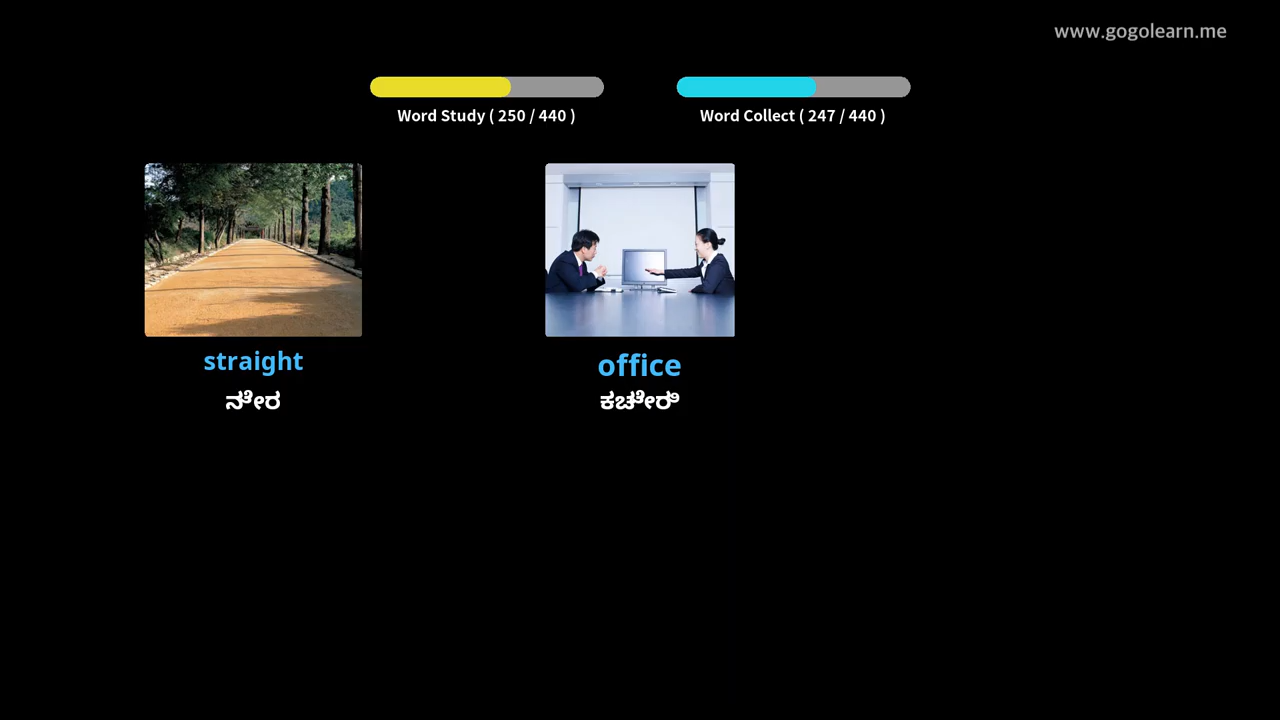 www.gogolearn.me
Word Study ( 250 / 440 )
Word Collect ( 247 / 440 )
straight
ನೇರ
office
ಕಚೇರಿ